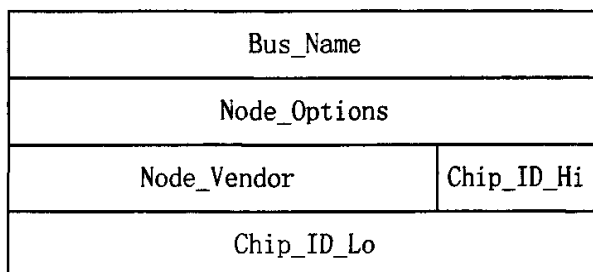 Bus_Name
Node_Options
Node_Vendor Chip_ID_Hi
Chip_ID_Lo